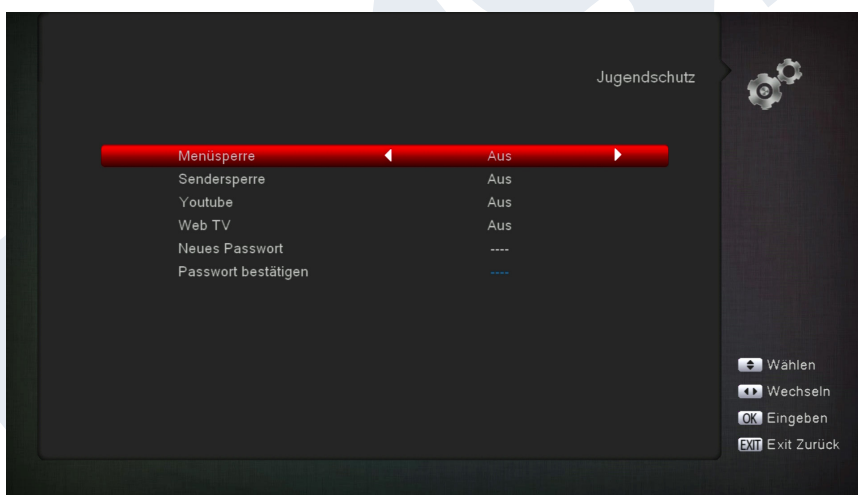 Jugendschutz
Menüsperre Aus
Sendersperre Aus
Youtube Aus
Web TV Aus
Neues Passwort ----
Passwort bestätigen ----
Wählen
Wechseln
OK Eingeben
EXIT Exit Zurück